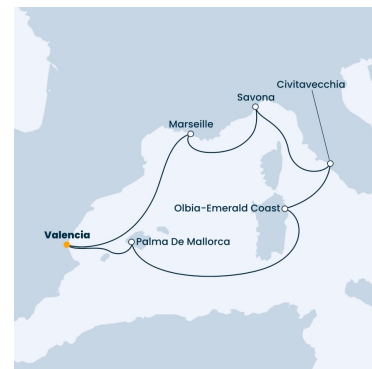 Civitavecchia
Savona
Marseille
Olbia-Emerald Coast
Valencia
Palma De Mallorca